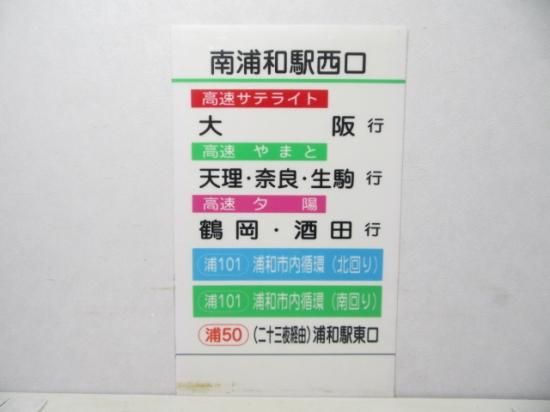 南浦和駅西口
高速サテライト
大阪行
高速 やまと
天理・奈良・生駒 行
高速 夕陽
鶴岡・酒田 行
浦101 浦和市内循環(北回り)
浦101 浦和市内循環(南回り)
浦50 (二十三夜経由)浦和駅東口